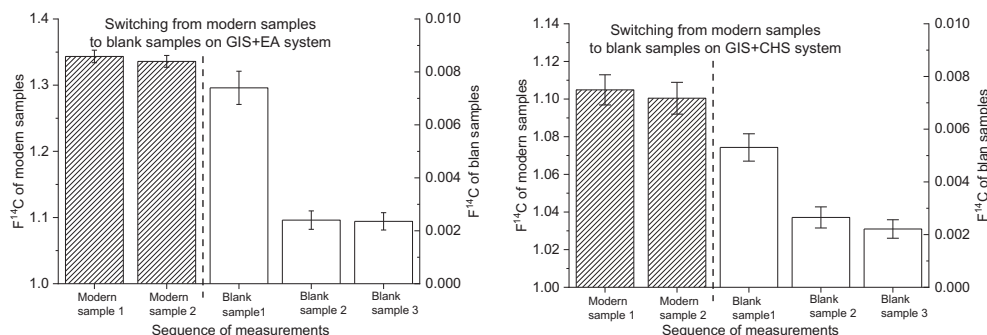 Switching from modern samples
to blank samples on GIS+EA system
1.4
1.3
1.2
1.1
1.0
F¹⁴C of modern samples
0.010
0.008
0.006
0.004
0.002
0.000
F¹⁴C of blan samples
Modern
sample 1
Modern
sample 2
Blank
sample1
Blank
sample 2
Blank
sample 3
Sequence of measurements
Switching from modern samples
to blank samples on GIS+CHS system
1.14
1.12
1.10
1.08
1.06
1.04
1.02
1.00
F¹⁴C of modern samples
0.010
0.008
0.006
0.004
0.002
0.000
F¹⁴C of blan samples
Modern
sample 1
Modern
sample 2
Blank
sample1
Blank
sample 2
Blank
sample 3
Sequence of measurements